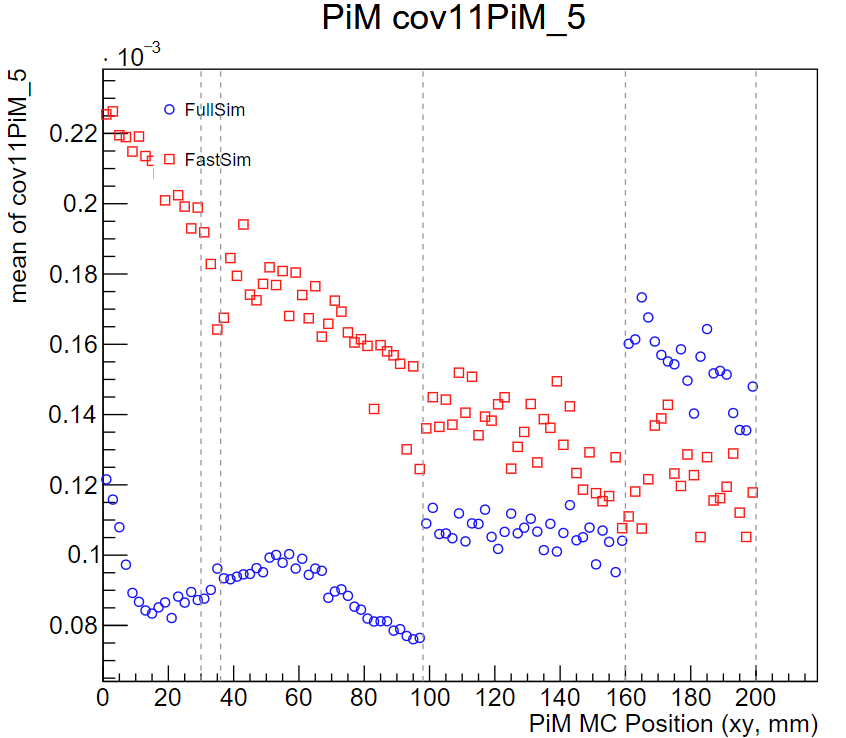 PiM cov11PiM_5
· 10⁻³
mean of cov11PiM_5
FullSim
FastSim
0.22
0.2
0.18
0.16
0.14
0.12
0.1
0.08
0 20 40 60 80 100 120 140 160 180 200
PiM MC Position (xy, mm)